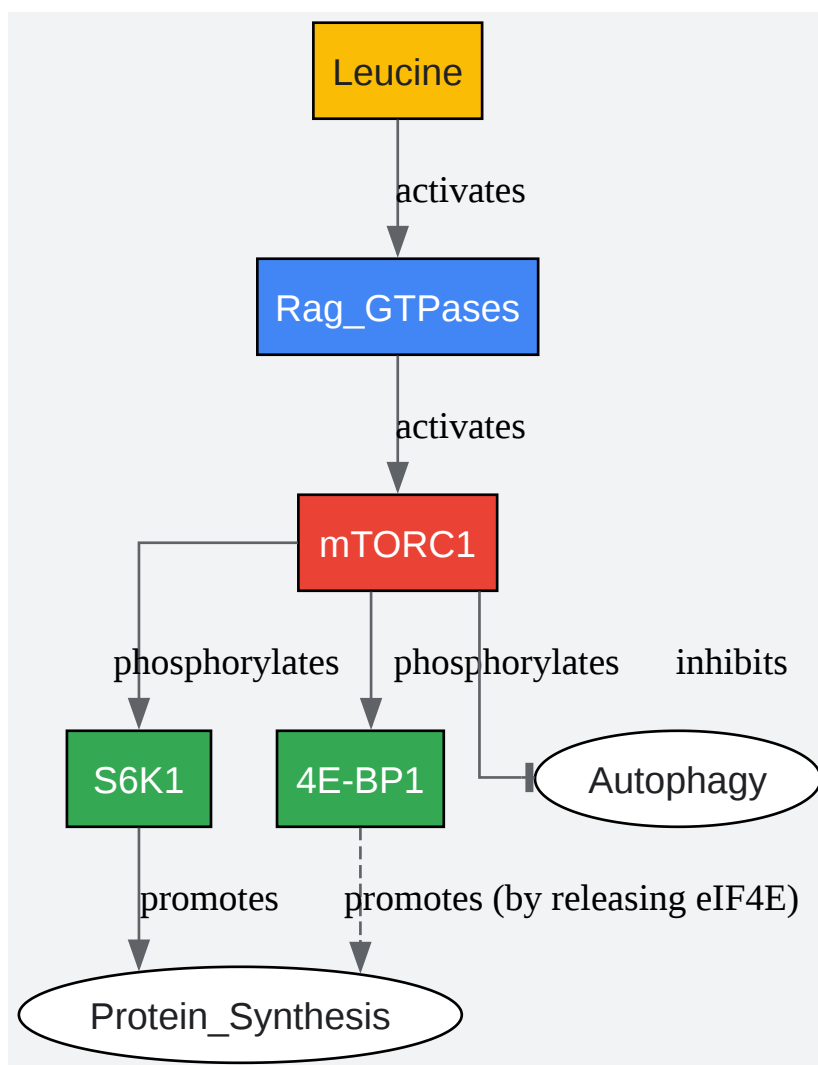 Leucine
activates
Rag_GTPases
activates
mTORC1
phosphorylates
phosphorylates
inhibits
S6K1
4E-BP1
Autophagy
promotes
promotes (by releasing eIF4E)
Protein_Synthesis